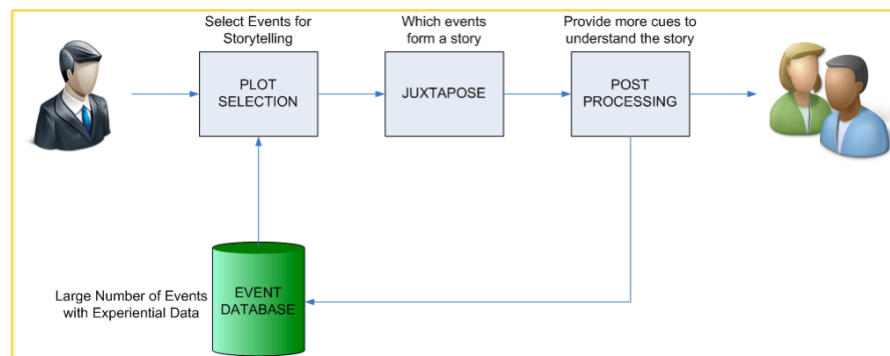 Select Events for
Storytelling
Which events
form a story
Provide more cues to
understand the story
PLOT
SELECTION
JUXTAPOSE
POST
PROCESSING
Large Number of Events
with Experiential Data
EVENT
DATABASE